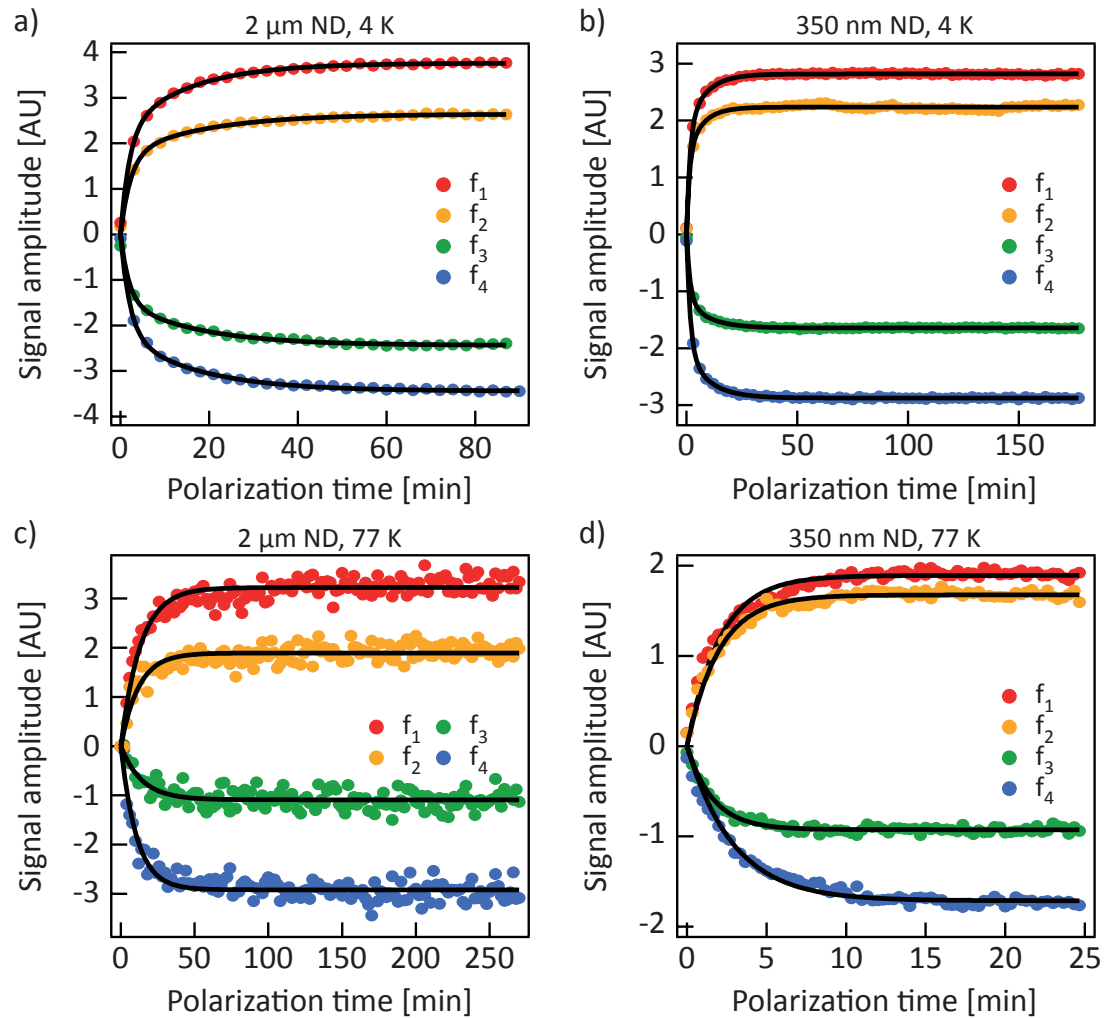 a)
2 µm ND, 4 K
Signal amplitude [AU]
4
3
2
1
0
-1
-2
-3
-4
f1
f2
f3
f4
0 20 40 60 80
Polarization time [min]
b)
350 nm ND, 4 K
Signal amplitude [AU]
3
2
1
0
-1
-2
-3
f1
f2
f3
f4
0 50 100 150
Polarization time [min]
c)
2 µm ND, 77 K
Signal amplitude [AU]
3
2
1
0
-1
-2
-3
f1 f3
f2 f4
0 50 100 150 200 250
Polarization time [min]
d)
350 nm ND, 77 K
Signal amplitude [AU]
2
1
0
-1
-2
f1
f2
f3
f4
0 5 10 15 20 25
Polarization time [min]